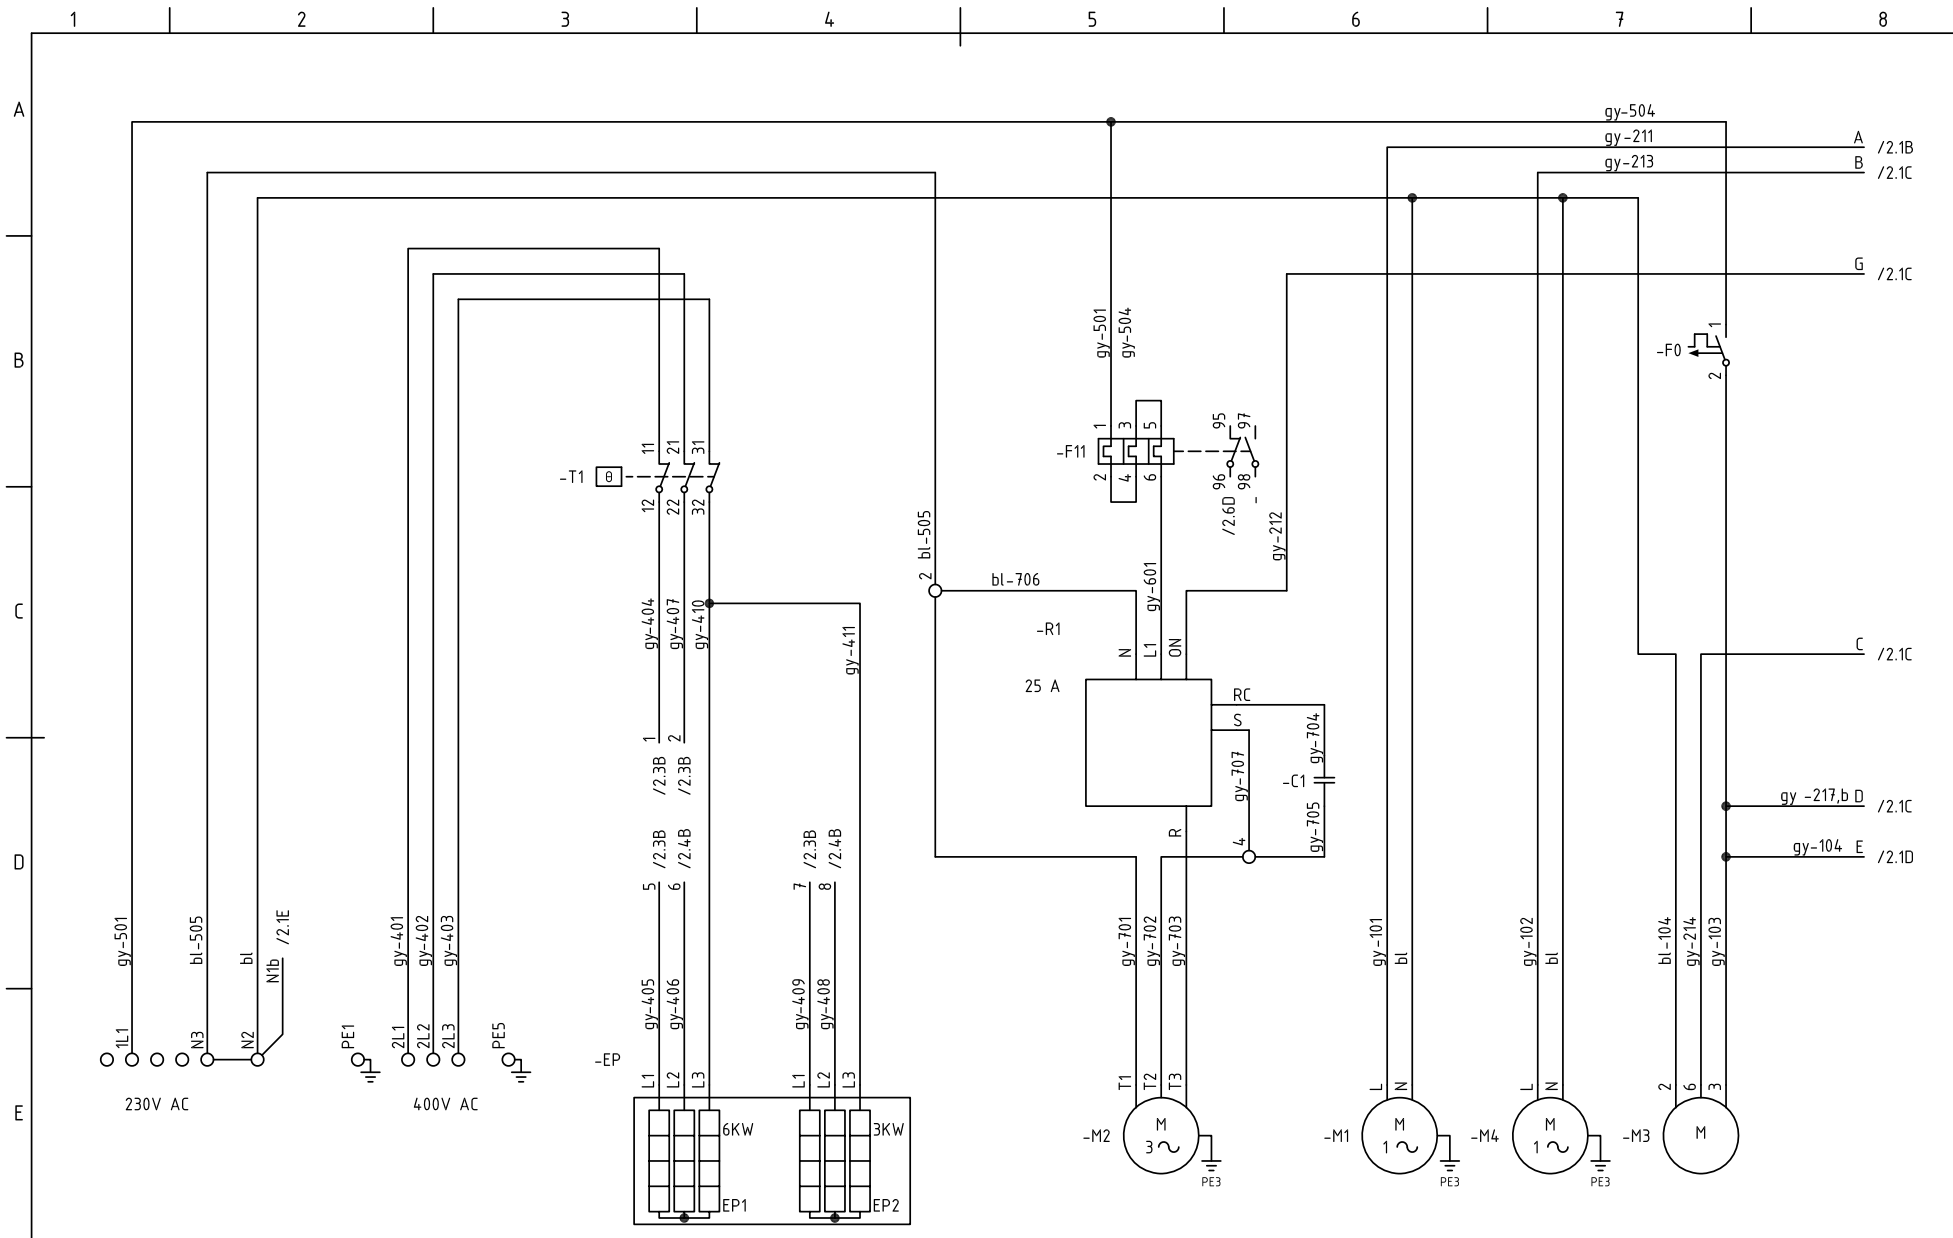 1 2 3 4 5 6 7 8
A
gy-504
gy-211 A /2.1B
gy-213 B /2.1C
G /2.1C
B
gy-501
gy-504
-F0
1
2
-F11
1 3 5
2 4 6
95 97
96 98
/2.6D
-
-T1 θ
11 21 31
12 22 32
bl-505
2
gy-212
bl-706
gy-601
C
gy-404
gy-407
gy-410
gy-411
-R1
N L1 ON
25 A
C /2.1C
RC
S
gy-704
gy-707
-C1
gy-705
4
R
1 2
/2.3B
/2.3B
gy -217,b D /2.1C
gy-104 E /2.1D
D
/2.3B
/2.4B
5 6
/2.3B
/2.4B
7 8
gy-501
bl-505
bl
N1b
/2.1E
gy-401
gy-402
gy-403
gy-405
gy-406
gy-409
gy-408
gy-701
gy-702
gy-703
gy-101
bl
gy-102
bl
bl-104
gy-214
gy-103
1L1
N3
N2
PE1
2L1
2L2
2L3
PE5
-EP
L1 L2 L3
L1 L2 L3
T1 T2 T3
L N
L N
2 6 3
E
230V AC
400V AC
6KW
3KW
EP1
EP2
-M2
M
3
PE3
-M1
M
1
PE3
-M4
M
1
PE3
-M3
M